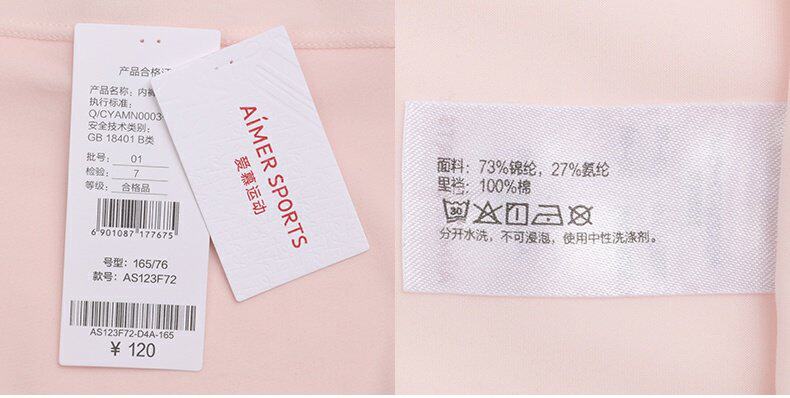 产品合格证
产品名称：内裤
执行标准：
Q/CYAMN0003-
安全技术类别：
GB 18401 B类
批号： 01
检验： 7
等级： 合格品
6 901087 177675
号型：165/76
款号：AS123F72
AS123F72-D4A-165
¥ 120
AiMER SPORTS
爱慕运动
面料：73%锦纶，27%氨纶
里裆：100%棉
30
分开水洗，不可浸泡，使用中性洗涤剂。